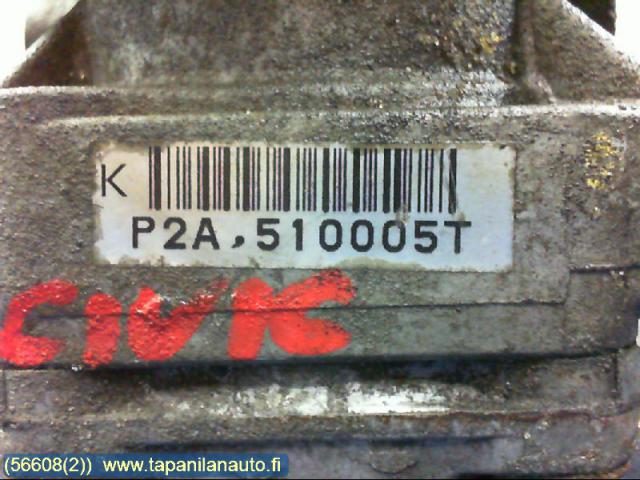 K
P2A,510005T
CIVIC
(56608(2)) www.tapanilanauto.fi